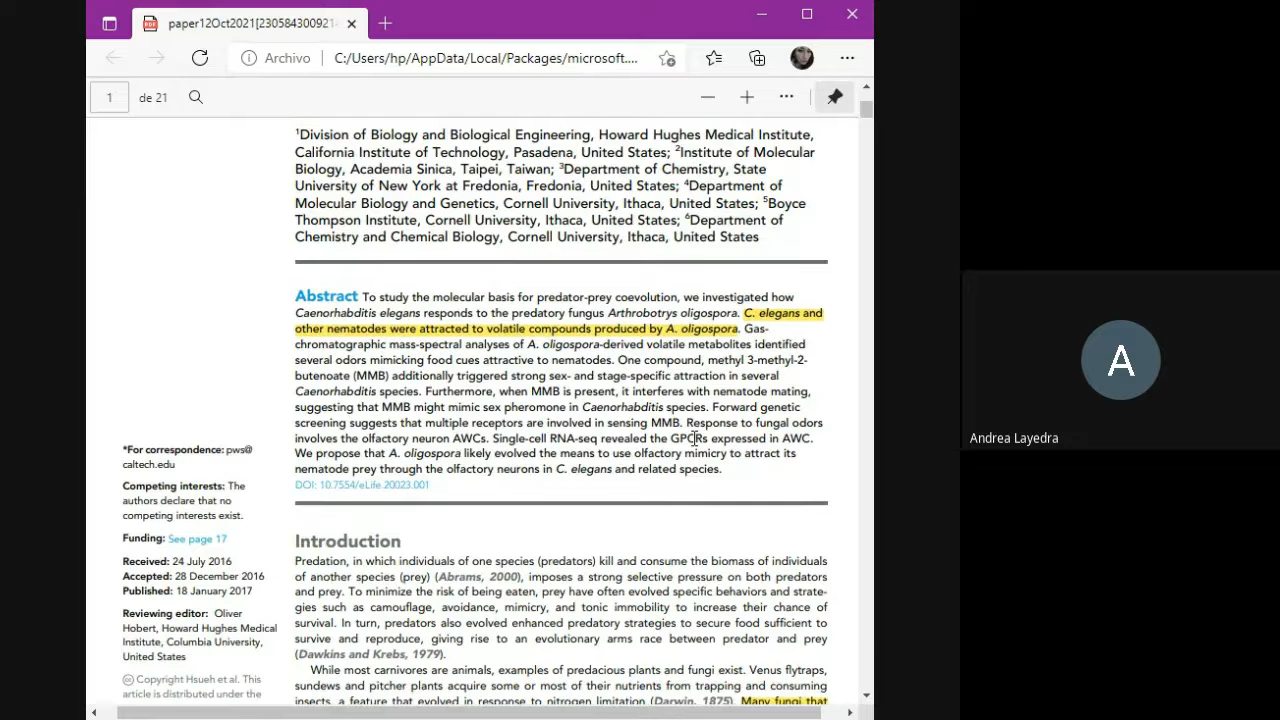 paper12Oct2021[230584300921
Archivo
C:/Users/hp/AppData/Local/Packages/microsoft....
1
de 21
1Division of Biology and Biological Engineering, Howard Hughes Medical Institute,
California Institute of Technology, Pasadena, United States; 2Institute of Molecular
Biology, Academia Sinica, Taipei, Taiwan; 3Department of Chemistry, State
University of New York at Fredonia, Fredonia, United States; 4Department of
Molecular Biology and Genetics, Cornell University, Ithaca, United States; 5Boyce
Thompson Institute, Cornell University, Ithaca, United States; 6Department of
Chemistry and Chemical Biology, Cornell University, Ithaca, United States
Abstract To study the molecular basis for predator-prey coevolution, we investigated how
Caenorhabditis elegans responds to the predatory fungus Arthrobotrys oligospora. C. elegans and
other nematodes were attracted to volatile compounds produced by A. oligospora. Gas-
chromatographic mass-spectral analyses of A. oligospora-derived volatile metabolites identified
several odors mimicking food cues attractive to nematodes. One compound, methyl 3-methyl-2-
butenoate (MMB) additionally triggered strong sex- and stage-specific attraction in several
Caenorhabditis species. Furthermore, when MMB is present, it interferes with nematode mating,
suggesting that MMB might mimic sex pheromone in Caenorhabditis species. Forward genetic
screening suggests that multiple receptors are involved in sensing MMB. Response to fungal odors
involves the olfactory neuron AWCs. Single-cell RNA-seq revealed the GPCRs expressed in AWC.
We propose that A. oligospora likely evolved the means to use olfactory mimicry to attract its
nematode prey through the olfactory neurons in C. elegans and related species.
DOI: 10.7554/eLife.20023.001
*For correspondence: pws@
caltech.edu
Competing interests: The
authors declare that no
competing interests exist.
Funding: See page 17
Received: 24 July 2016
Accepted: 28 December 2016
Published: 18 January 2017
Reviewing editor: Oliver
Hobert, Howard Hughes Medical
Institute, Columbia University,
United States
Copyright Hsueh et al. This
article is distributed under the
Introduction
Predation, in which individuals of one species (predators) kill and consume the biomass of individuals
of another species (prey) (Abrams, 2000), imposes a strong selective pressure on both predators
and prey. To minimize the risk of being eaten, prey have often evolved specific behaviors and strate-
gies such as camouflage, avoidance, mimicry, and tonic immobility to increase their chance of
survival. In turn, predators also evolved enhanced predatory strategies to secure food sufficient to
survive and reproduce, giving rise to an evolutionary arms race between predator and prey
(Dawkins and Krebs, 1979).
While most carnivores are animals, examples of predacious plants and fungi exist. Venus flytraps,
sundews and pitcher plants acquire some or most of their nutrients from trapping and consuming
insects, a feature that evolved in response to nitrogen limitation (Darwin, 1875). Many fungi that
A
Andrea Layedra